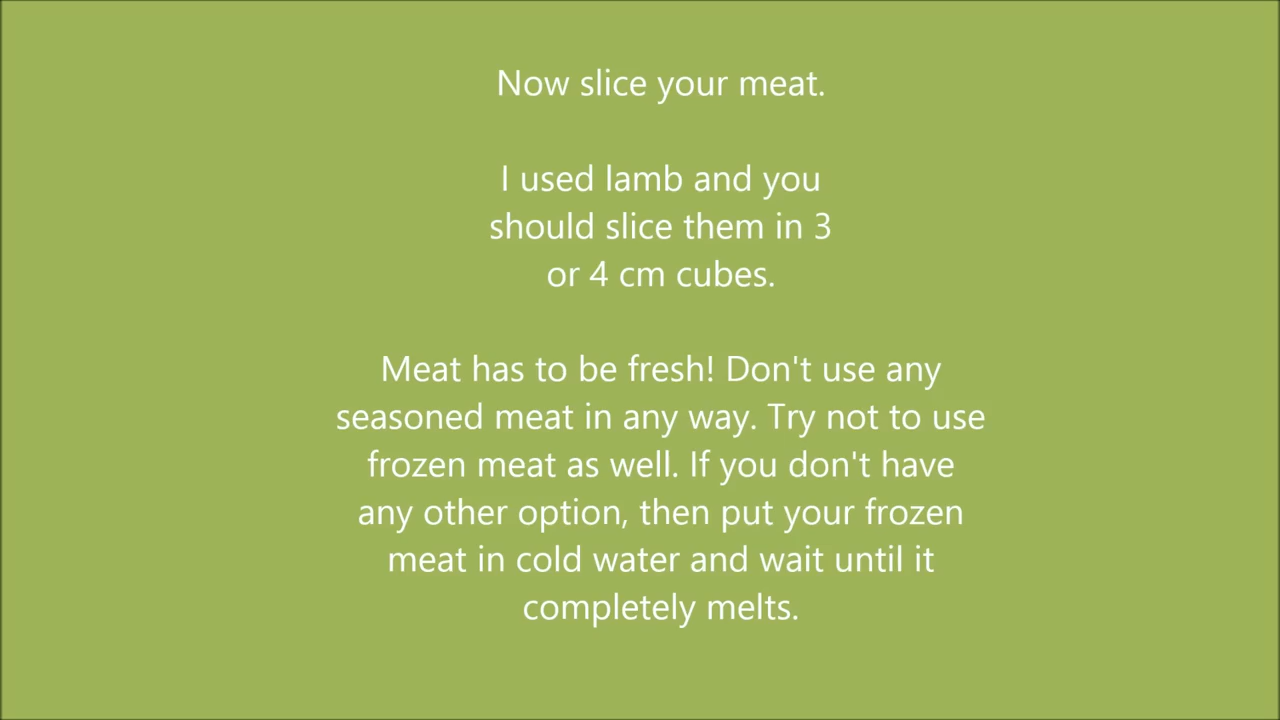 Now slice your meat.
I used lamb and you
should slice them in 3
or 4 cm cubes.
Meat has to be fresh! Don't use any
seasoned meat in any way. Try not to use
frozen meat as well. If you don't have
any other option, then put your frozen
meat in cold water and wait until it
completely melts.